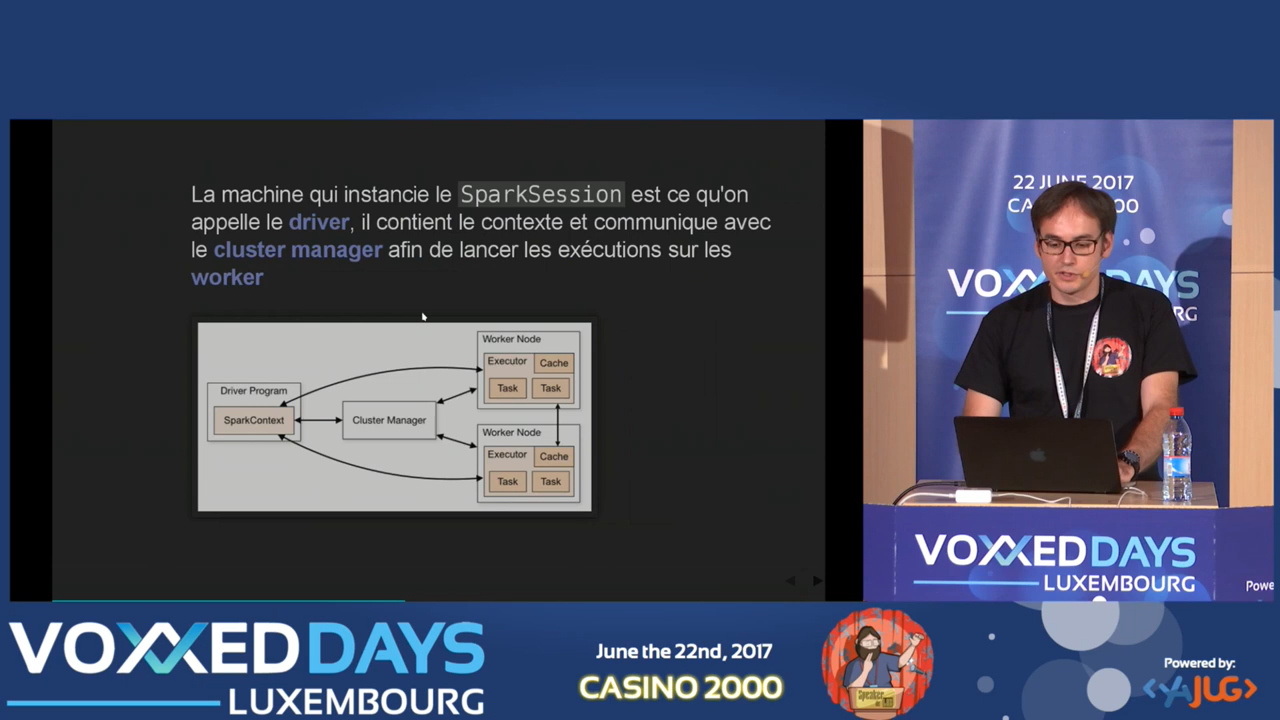 La machine qui instancie le SparkSession est ce qu'on
appelle le driver, il contient le contexte et communique avec
le cluster manager afin de lancer les exécutions sur les
worker
Driver Program
SparkContext
Cluster Manager
Worker Node
Executor
Cache
Task
Task
Worker Node
Executor
Cache
Task
Task
22 JUNE 2017
VOXXED DAYS
VOXXED DAYS
LUXEMBOURG
Powe
VOXXED DAYS
LUXEMBOURG
June the 22nd, 2017
CASINO 2000
Speaker
Powered by:
<YAJUG>